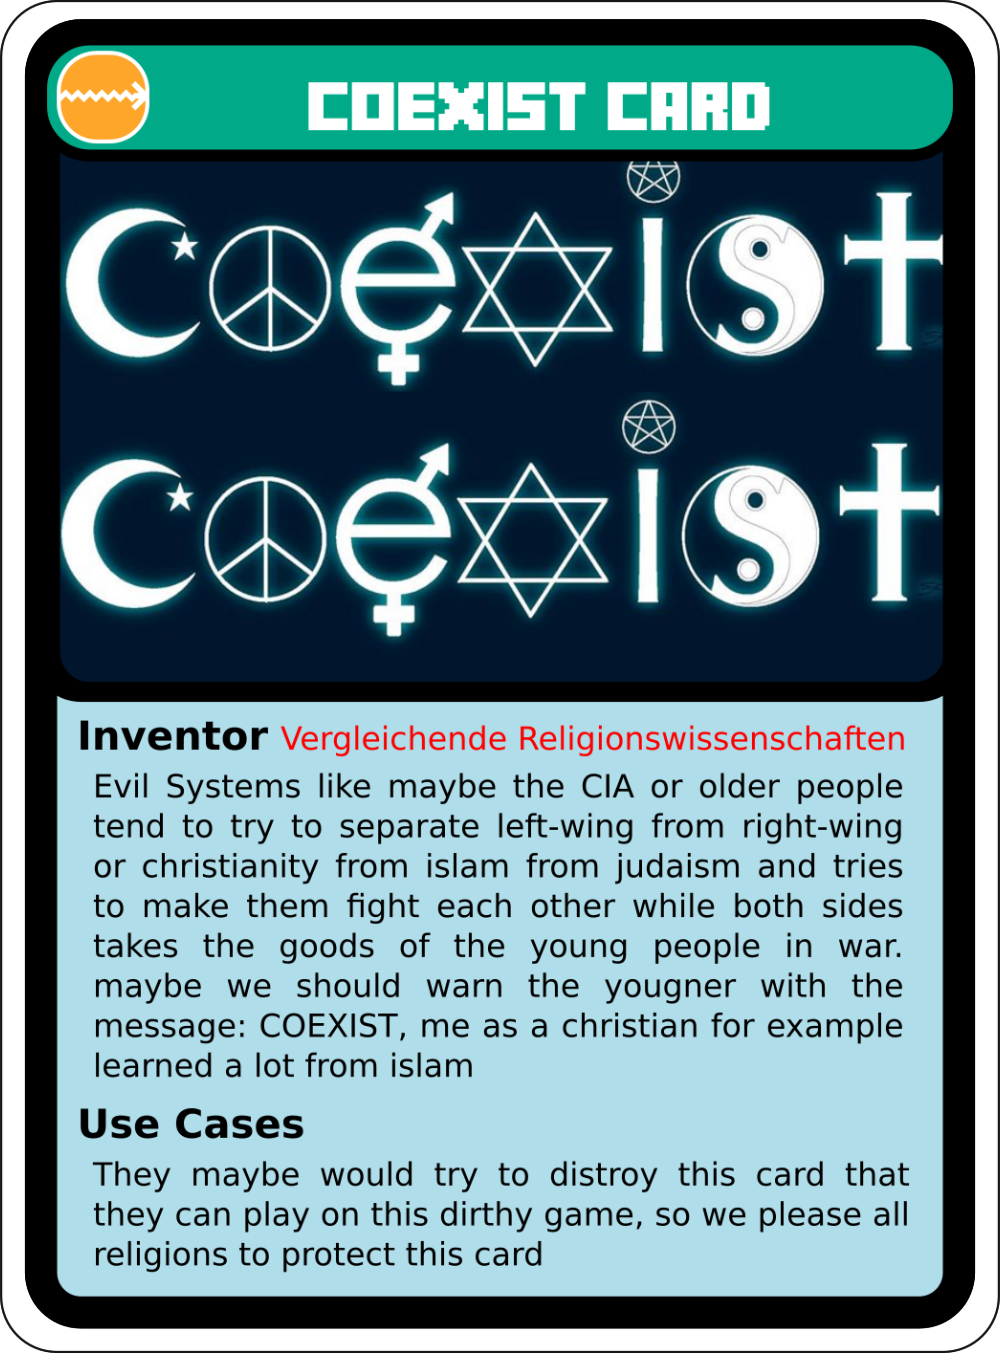 COEXIST CARD
Coexist
Coexist
Inventor Vergleichende Religionswissenschaften
Evil Systems like maybe the CIA or older people
tend to try to separate left-wing from right-wing
or christianity from islam from judaism and tries
to make them fight each other while both sides
takes the goods of the young people in war.
maybe we should warn the yougner with the
message: COEXIST, me as a christian for example
learned a lot from islam
Use Cases
They maybe would try to distroy this card that
they can play on this dirthy game, so we please all
religions to protect this card